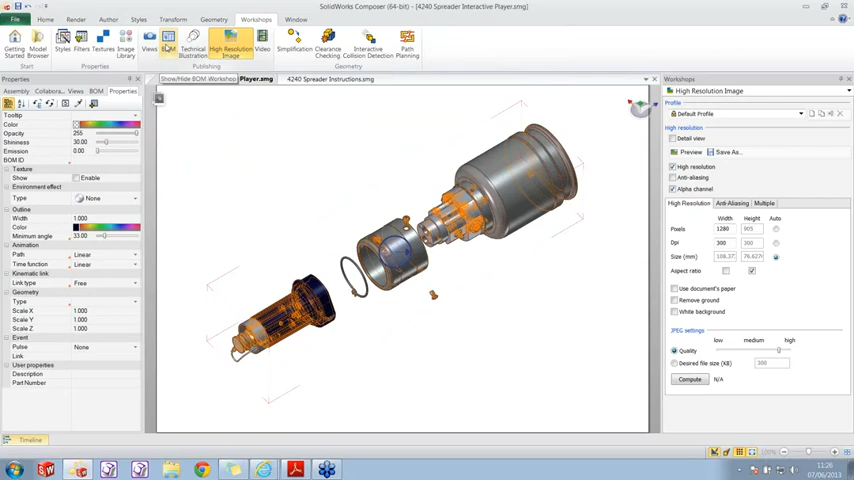 SolidWorks Composer (64-bit) - [4240 Spreader Interactive Player.smg]
File Home Render Author Styles Transform Geometry Workshops Window
Getting Started Model Browser Styles Filters Textures Image Library Views BOM Technical Illustration High Resolution Image Video Simplification Clearance Checking Interactive Collision Detection Path Planning
Start Properties Publishing Geometry
Properties
Show/Hide BOM Workshop Player.smg 4240 Spreader Instructions.smg
Workshops
Assembly Collabora... Views BOM Properties
High Resolution Image
Tooltip
Color
Opacity 255
Shininess 30.00
Emission 0.00
BOM ID
Texture
Show Enable
Environment effect
Type None
Outline
Width 1.000
Color
Minimum angle 33.00
Animation
Path Linear
Time function Linear
Kinematic link
Link type Free
Geometry
Type
Scale X 1.000
Scale Y 1.000
Scale Z 1.000
Event
Pulse None
Link
User properties
Description
Part Number
Profile
Default Profile
High resolution
Detail view
Preview Save As...
High resolution
Anti-aliasing
Alpha channel
High Resolution Anti-Aliasing Multiple
Width Height Auto
Pixels 1280 905
Dpi 300 300
Size (mm)
Aspect ratio
Use document's paper
Remove ground
White background
JPEG settings
low medium high
Quality
Desired file size (KB) 300
Compute N/A
Timeline
100%
11:26
07/06/2013